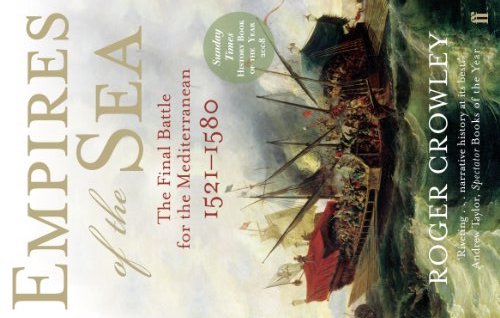 EMPIRES
of the
SEA
The Final Battle
for the Mediterranean
1521–1580
Sunday
Times
HISTORY BOOK
OF THE YEAR
2008
ROGER CROWLEY
'Riveting . . . narrative history at its best.'
Andrew Taylor, Spectator Books of the Year
ff